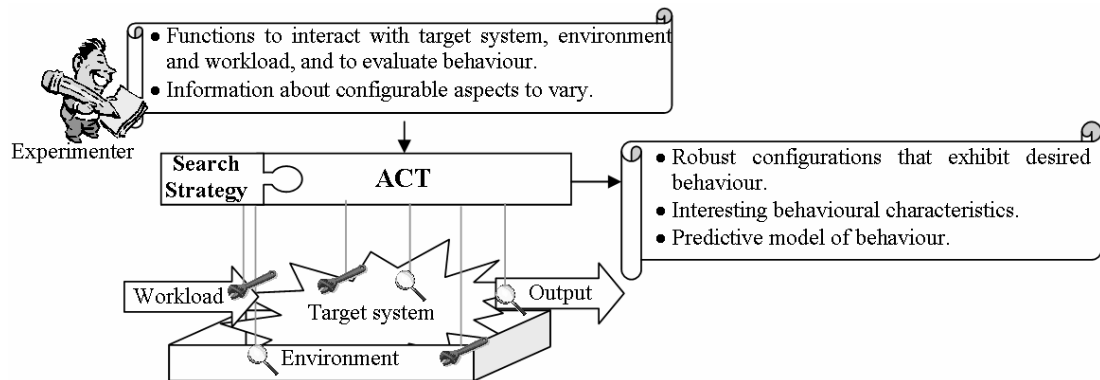 • Functions to interact with target system, environment
and workload, and to evaluate behaviour.
• Information about configurable aspects to vary.
Experimenter
Search
Strategy
ACT
• Robust configurations that exhibit desired
behaviour.
• Interesting behavioural characteristics.
• Predictive model of behaviour.
Workload
Target system
Output
Environment